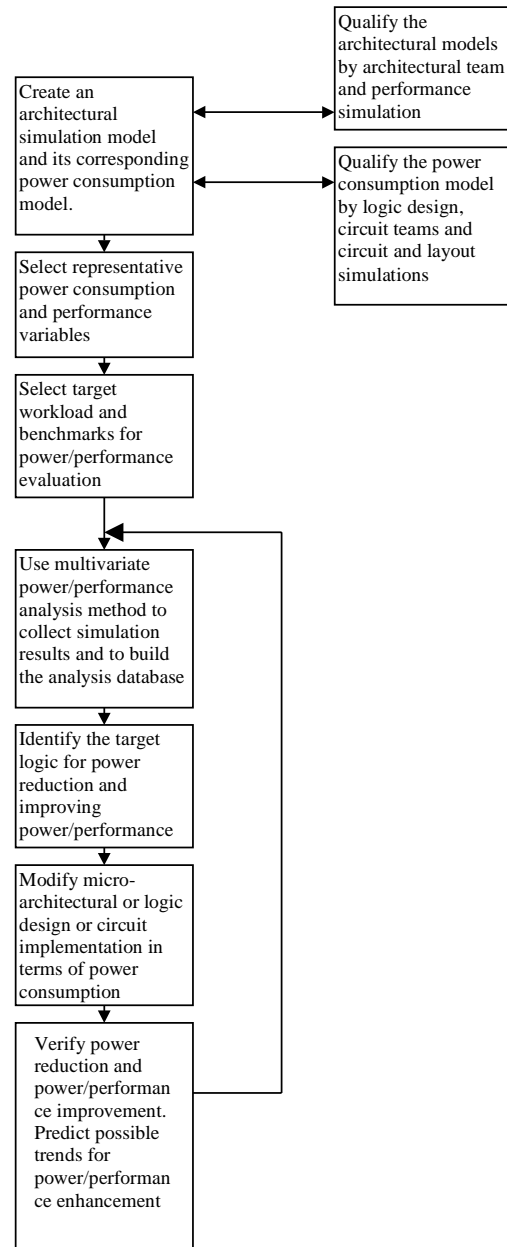 Qualify the
architectural models
by architectural team
and performance
simulation
Create an
architectural
simulation model
and its corresponding
power consumption
model.
Qualify the power
consumption model
by logic design,
circuit teams and
circuit and layout
simulations
Select representative
power consumption
and performance
variables
Select target
workload and
benchmarks for
power/performance
evaluation
Use multivariate
power/performance
analysis method to
collect simulation
results and to build
the analysis database
Identify the target
logic for power
reduction and
improving
power/performance
Modify micro-
architectural or logic
design or circuit
implementation in
terms of power
consumption
Verify power
reduction and
power/performan
ce improvement.
Predict possible
trends for
power/performan
ce enhancement